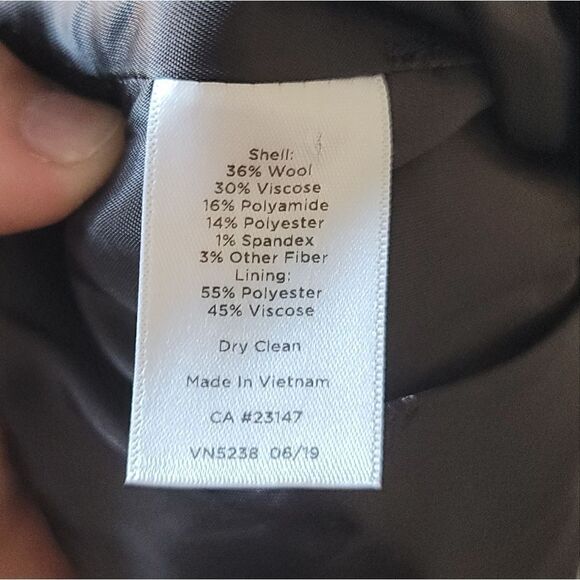 Shell:
36% Wool
30% Viscose
16% Polyamide
14% Polyester
1% Spandex
3% Other Fiber
Lining:
55% Polyester
45% Viscose
Dry Clean
Made In Vietnam
CA #23147
VN5238 06/19